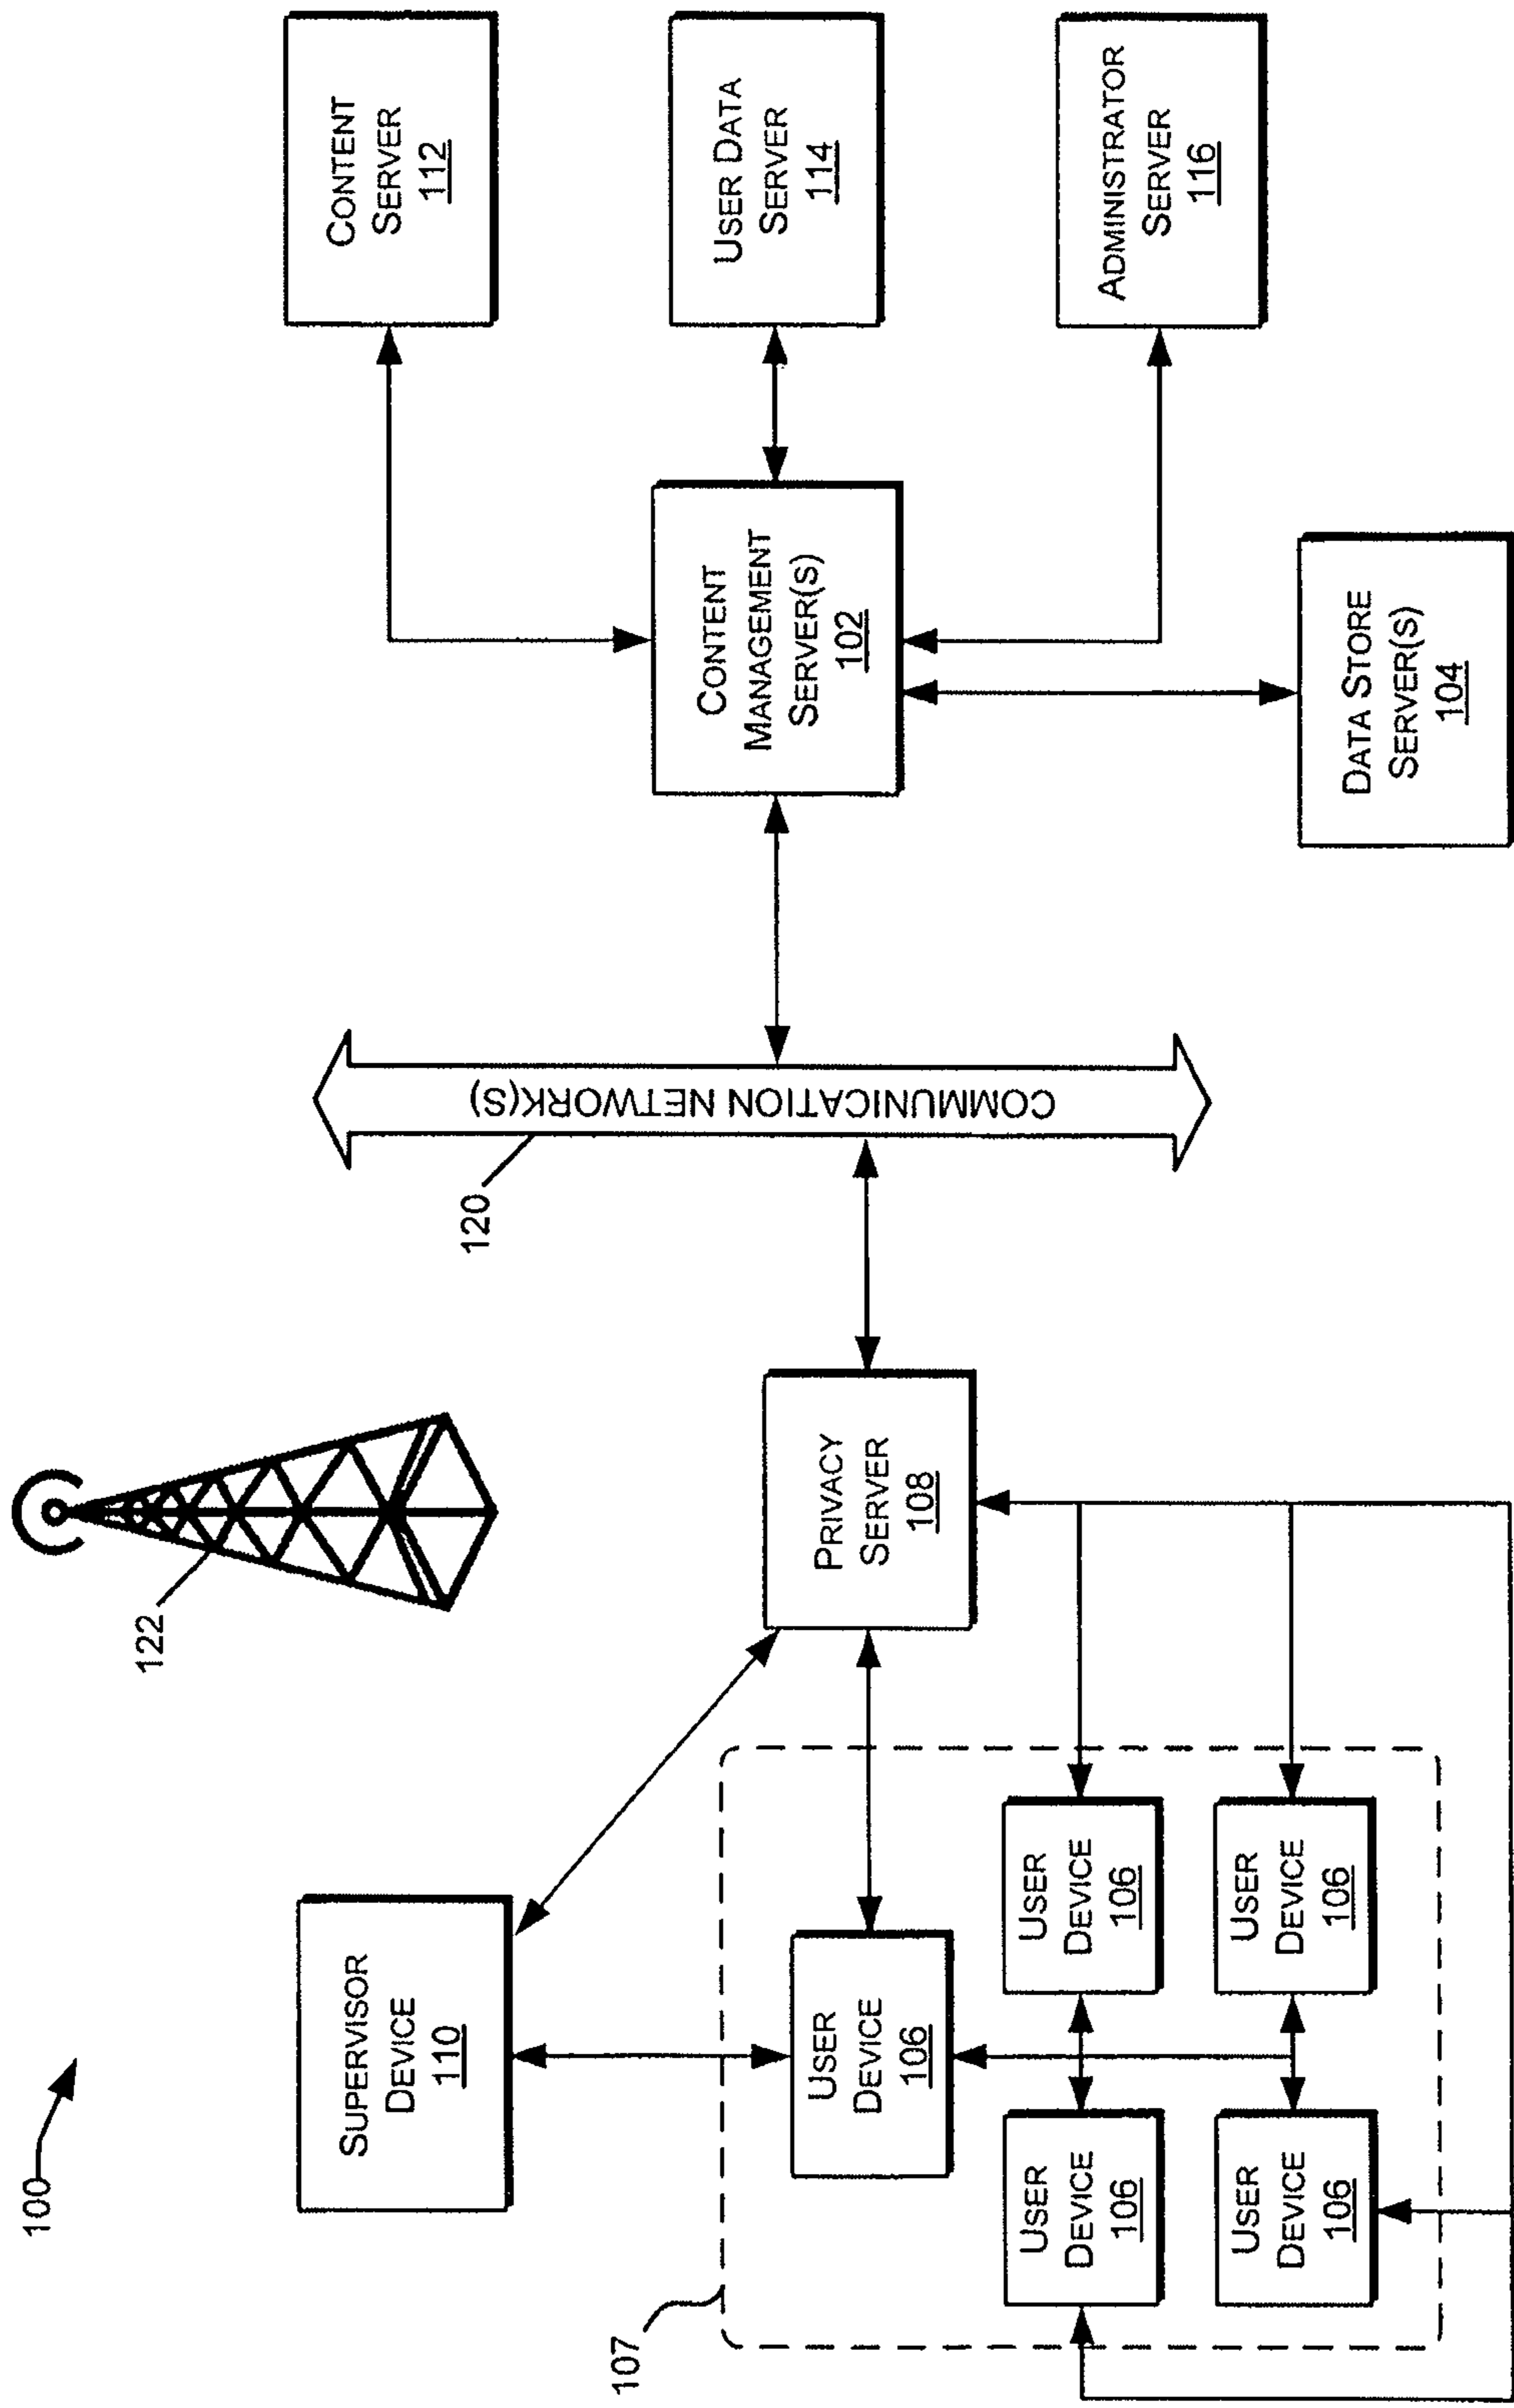 100
122
SUPERVISOR
DEVICE
110
CONTENT
SERVER
112
120
COMMUNICATION NETWORK(S)
107
USER
DEVICE
106
PRIVACY
SERVER
108
CONTENT
MANAGEMENT
SERVER(S)
102
USER DATA
SERVER
114
USER
DEVICE
106
USER
DEVICE
106
ADMINISTRATOR
SERVER
116
USER
DEVICE
106
USER
DEVICE
106
DATA STORE
SERVER(S)
104